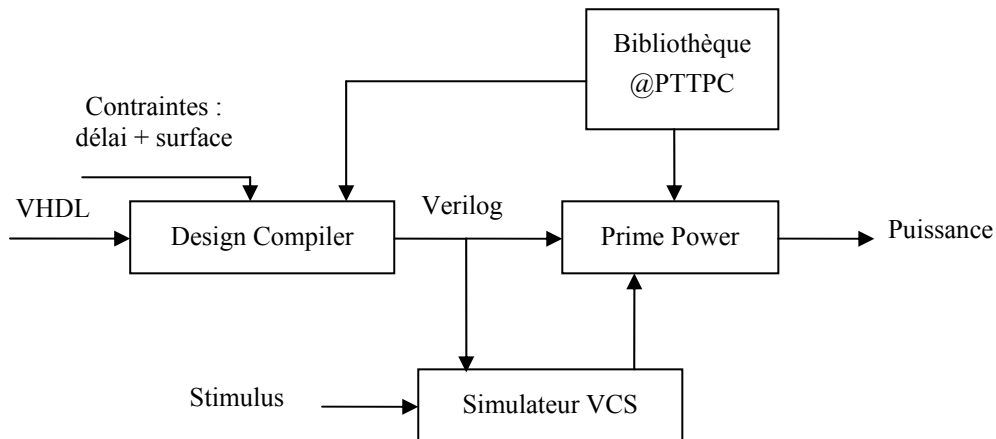 Bibliothèque
@PTTPC
Contraintes :
délai + surface
VHDL
Design Compiler
Verilog
Prime Power
Puissance
Stimulus
Simulateur VCS